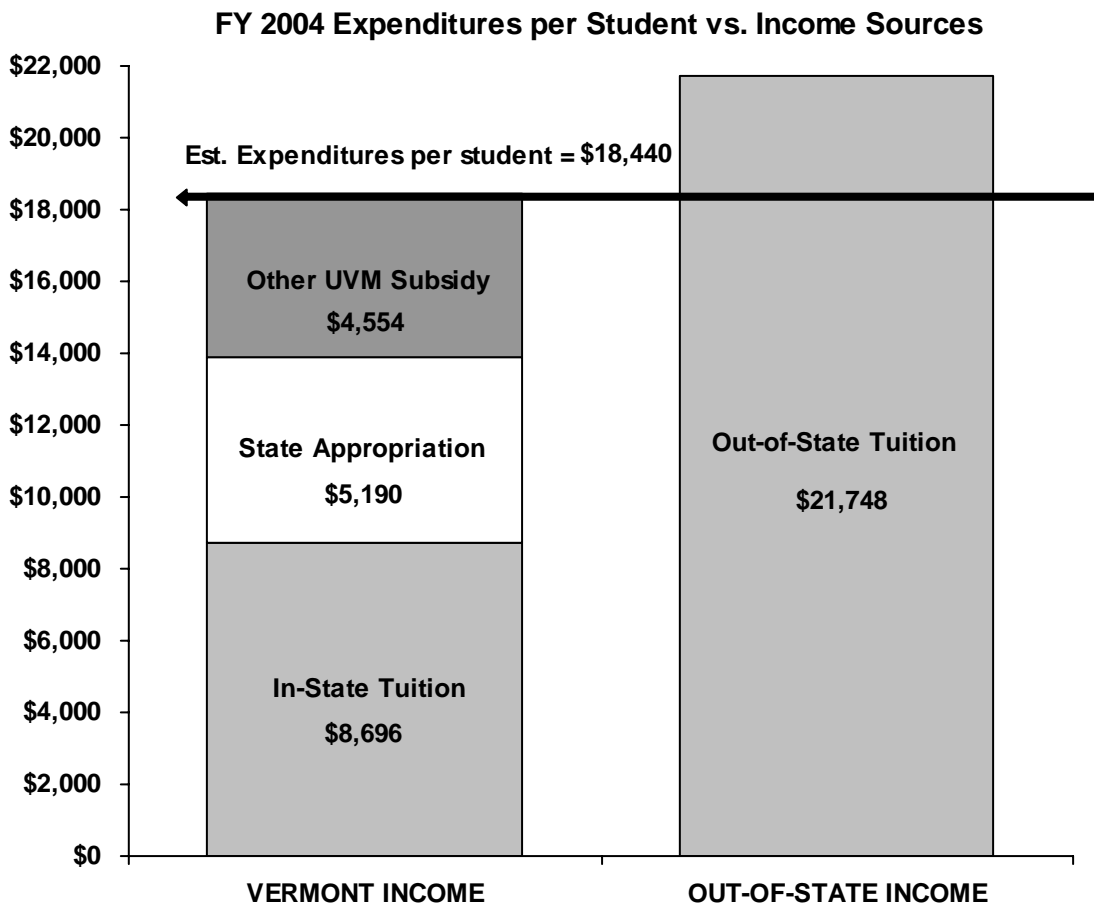 FY 2004 Expenditures per Student vs. Income Sources
$22,000
$20,000
Est. Expenditures per student = $18,440
$18,000
$16,000
Other UVM Subsidy
$4,554
$14,000
$12,000
State Appropriation
$5,190
Out-of-State Tuition
$21,748
$10,000
$8,000
$6,000
In-State Tuition
$8,696
$4,000
$2,000
$0
VERMONT INCOME
OUT-OF-STATE INCOME